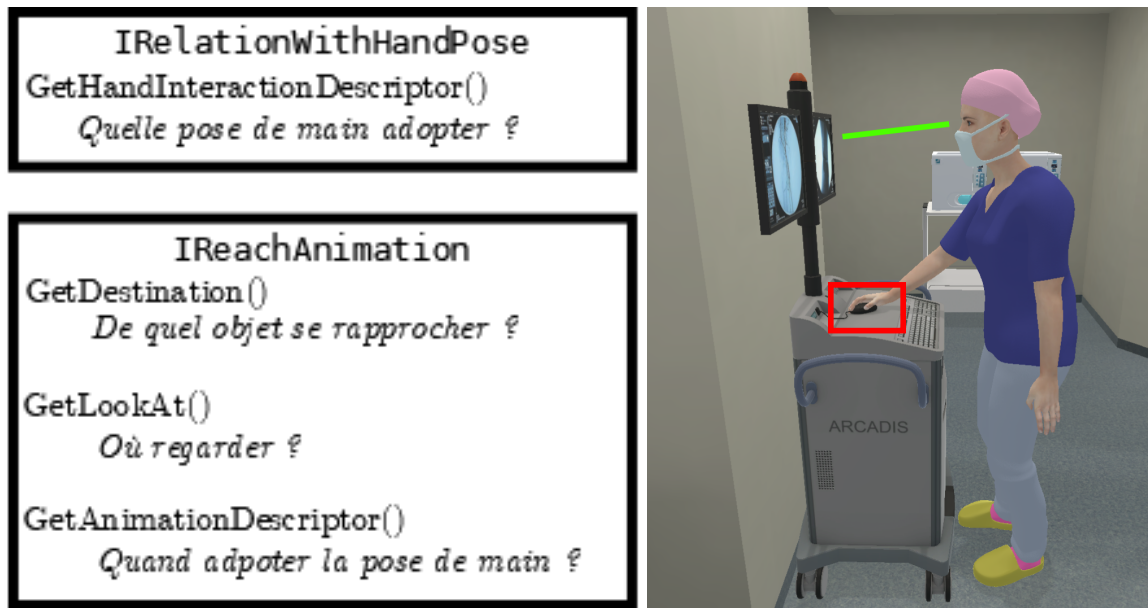 IRelationWithHandPose
GetHandInteractionDescriptor()
Quelle pose de main adopter ?
IReachAnimation
GetDestination()
De quel objet se rapprocher ?
GetLookAt()
Où regarder ?
GetAnimationDescriptor()
Quand adpoter la pose de main ?
ARCADIS